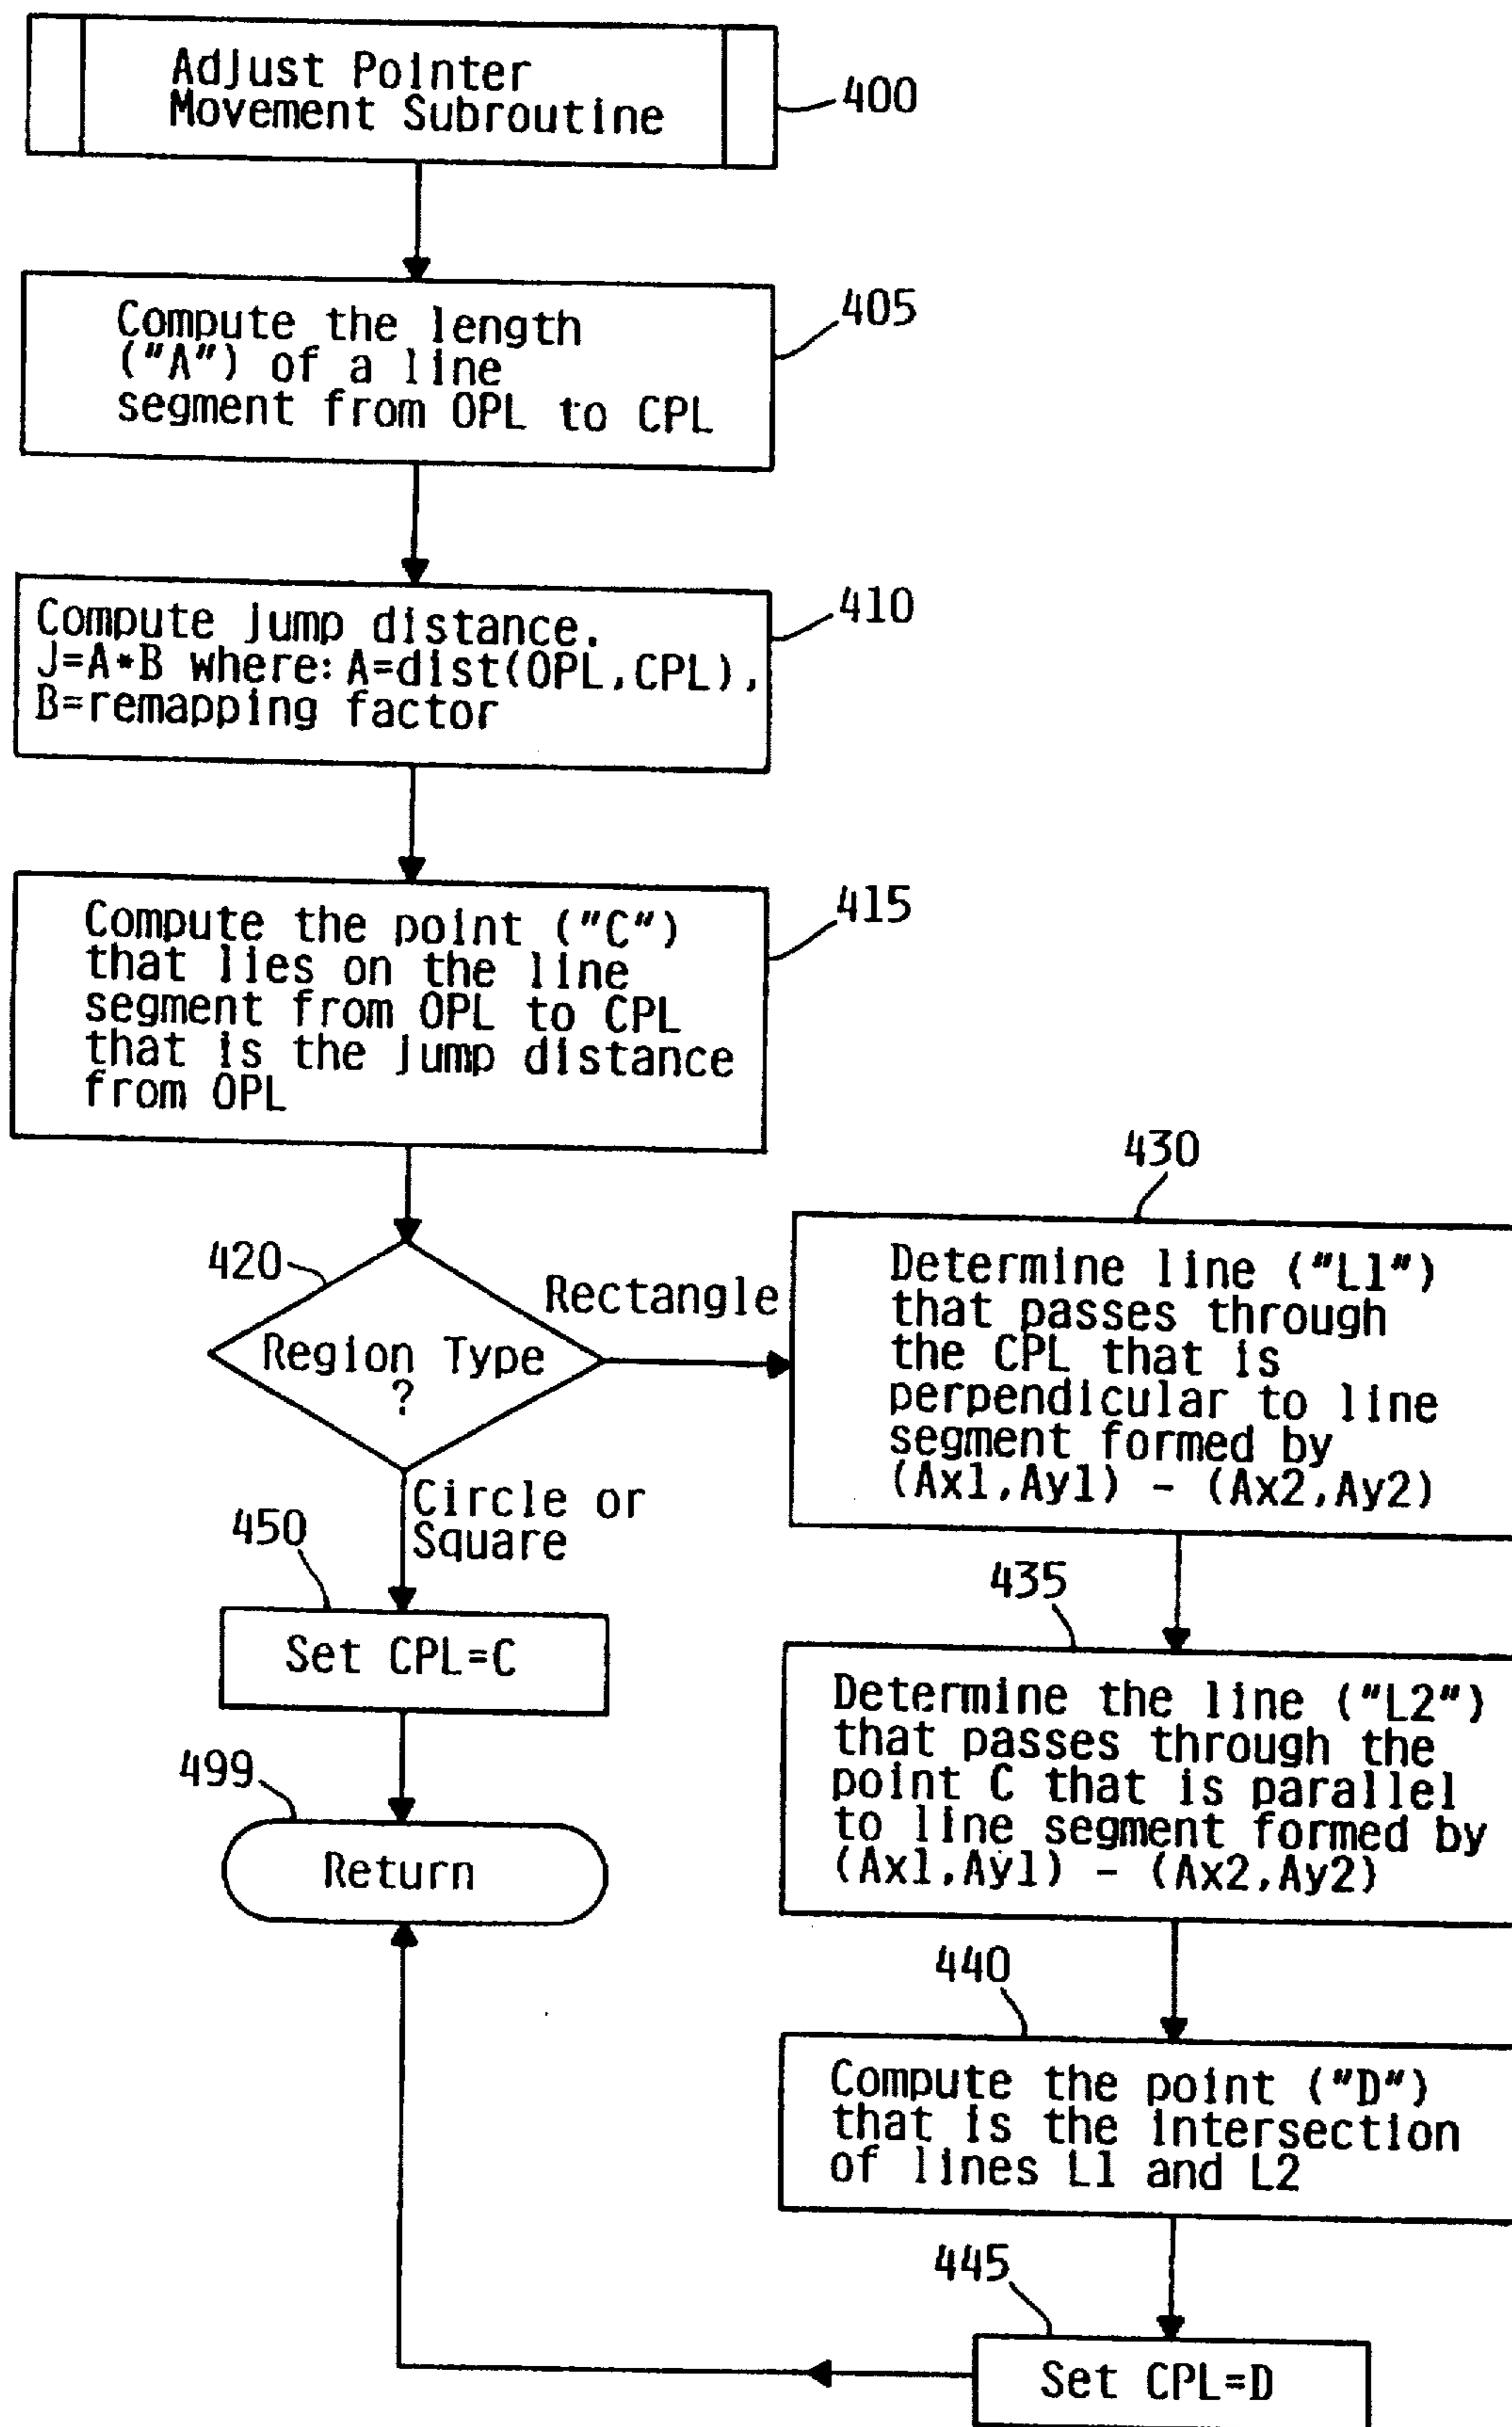 Adjust Pointer
Movement Subroutine
400
Compute the length
("A") of a line
segment from OPL to CPL
405
Compute jump distance.
J=A*B where: A=dist(OPL,CPL),
B=remapping factor
410
Compute the point ("C")
that lies on the line
segment from OPL to CPL
that is the jump distance
from OPL
415
420
Region Type
?
Rectangle
Circle or
Square
430
Determine line ("L1")
that passes through
the CPL that is
perpendicular to line
segment formed by
(Ax1,Ay1) - (Ax2,Ay2)
450
Set CPL=C
435
Determine the line ("L2")
that passes through the
point C that is parallel
to line segment formed by
(Ax1,Ay1) - (Ax2,Ay2)
499
Return
440
Compute the point ("D")
that is the intersection
of lines L1 and L2
445
Set CPL=D